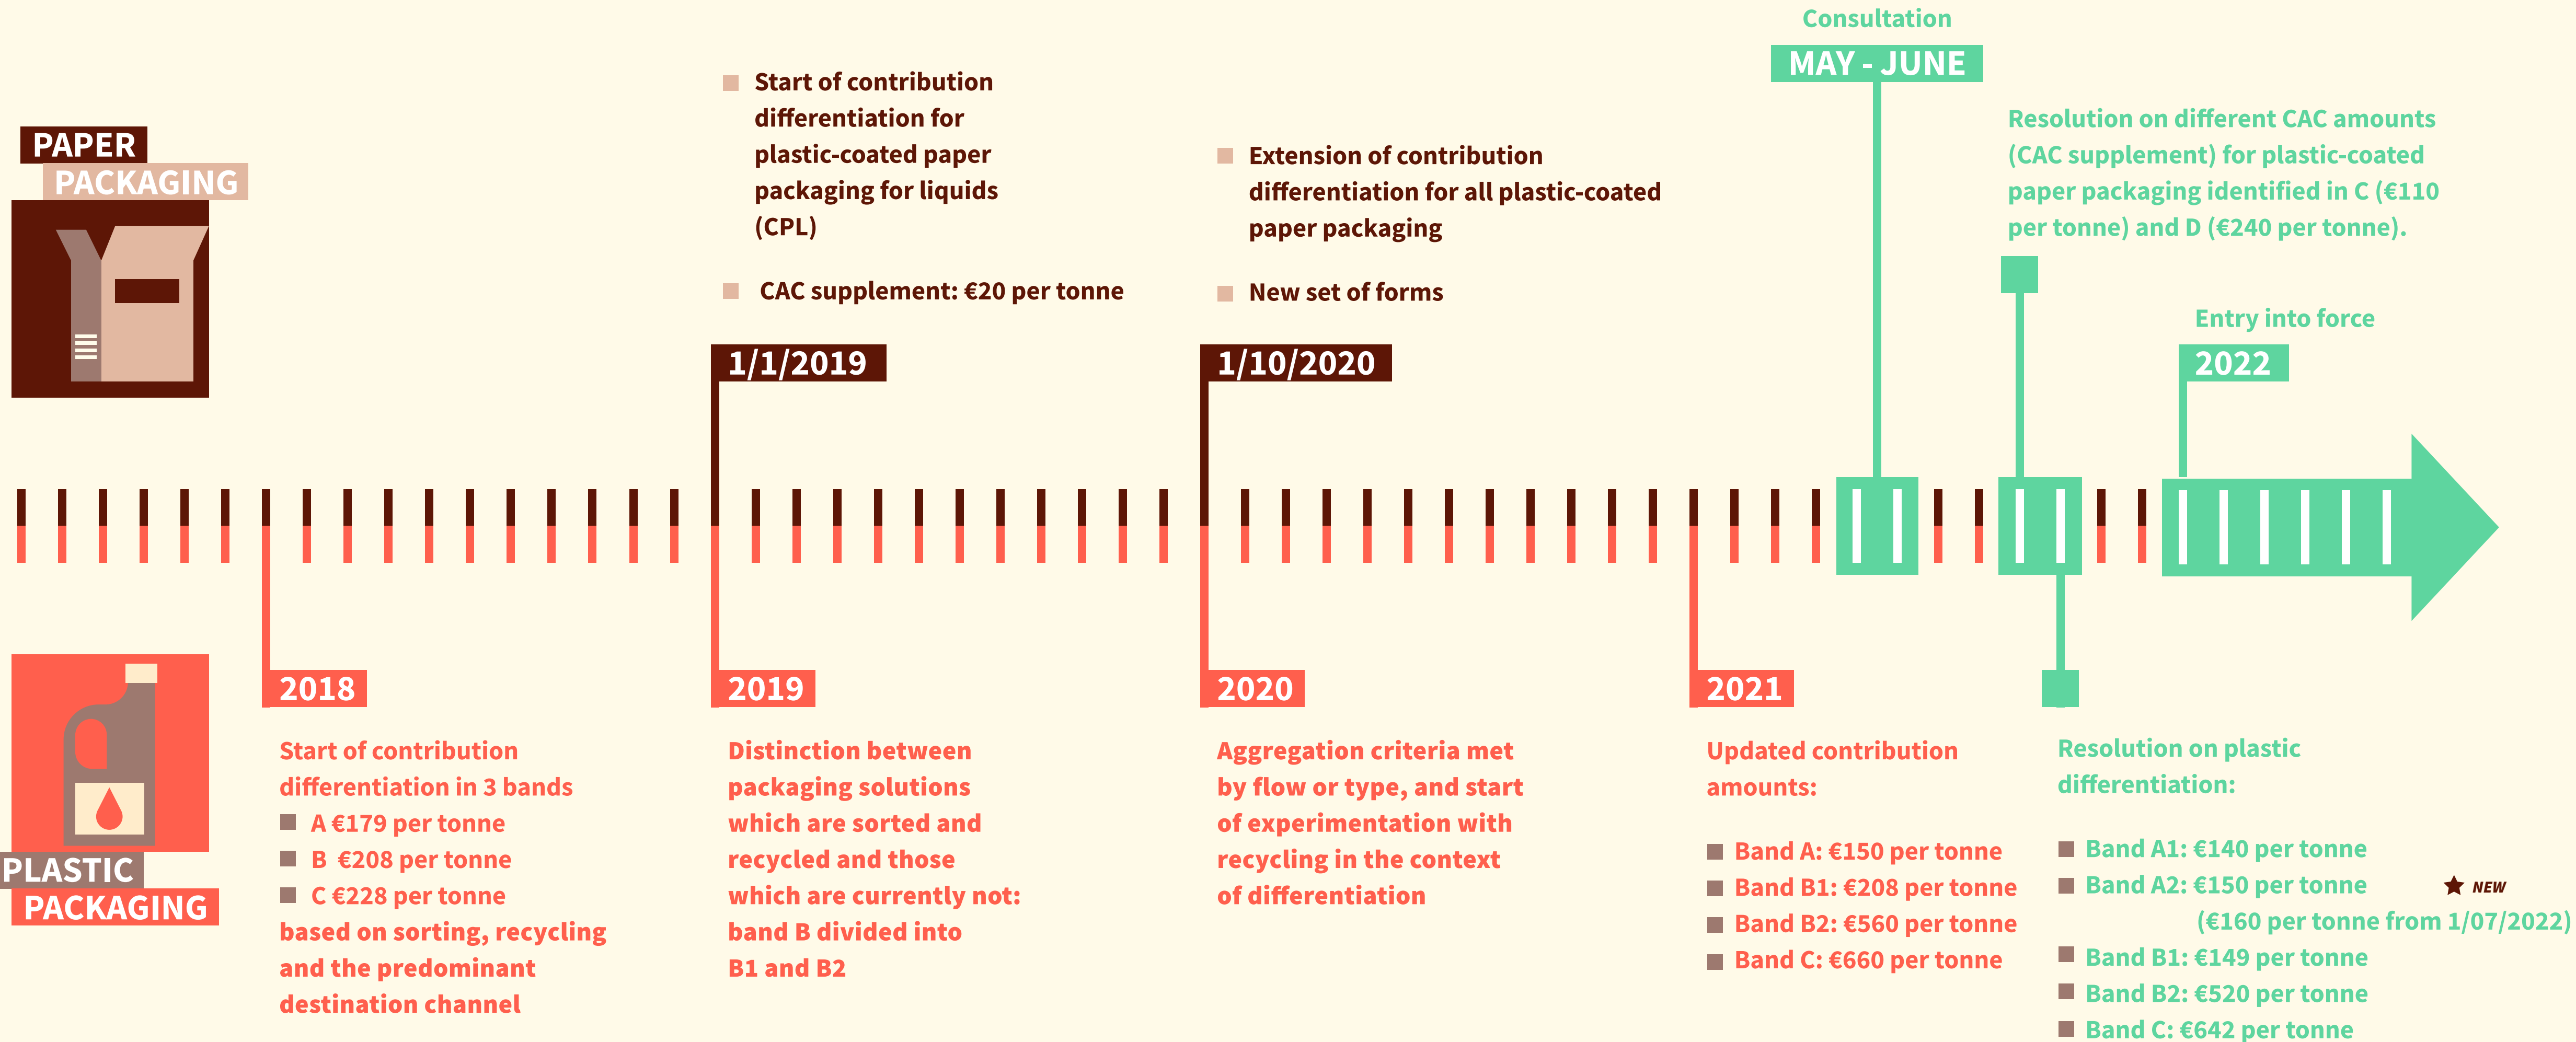 PAPER
PACKAGING
Start of contribution
differentiation for
plastic-coated paper
packaging for liquids
(CPL)
CAC supplement: €20 per tonne
1/1/2019
Extension of contribution
differentiation for all plastic-coated
paper packaging
New set of forms
1/10/2020
Consultation
MAY - JUNE
Resolution on different CAC amounts
(CAC supplement) for plastic-coated
paper packaging identified in C (€110
per tonne) and D (€240 per tonne).
Entry into force
2022
PLASTIC
PACKAGING
2018
Start of contribution
differentiation in 3 bands
A €179 per tonne
B €208 per tonne
C €228 per tonne
based on sorting, recycling
and the predominant
destination channel
2019
Distinction between
packaging solutions
which are sorted and
recycled and those
which are currently not:
band B divided into
B1 and B2
2020
Aggregation criteria met
by flow or type, and start
of experimentation with
recycling in the context
of differentiation
2021
Updated contribution
amounts:
Band A: €150 per tonne
Band B1: €208 per tonne
Band B2: €560 per tonne
Band C: €660 per tonne
Resolution on plastic
differentiation:
Band A1: €140 per tonne
Band A2: €150 per tonne
NEW
(€160 per tonne from 1/07/2022)
Band B1: €149 per tonne
Band B2: €520 per tonne
Band C: €642 per tonne